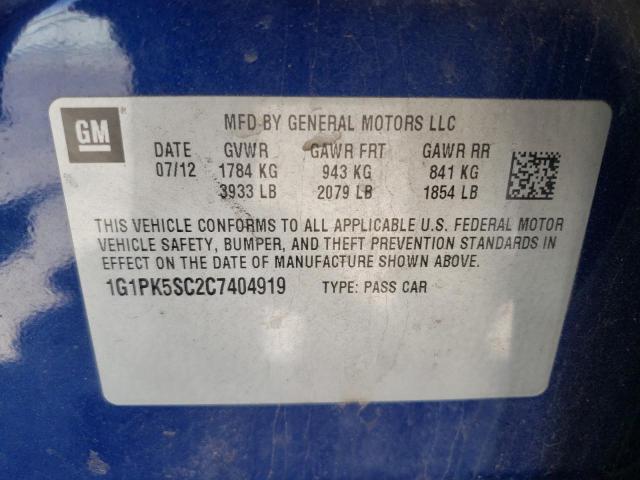 GM
MFD BY GENERAL MOTORS LLC
DATE GVWR GAWR FRT GAWR RR
07/12 1784 KG 943 KG 841 KG
3933 LB 2079 LB 1854 LB
THIS VEHICLE CONFORMS TO ALL APPLICABLE U.S. FEDERAL MOTOR
VEHICLE SAFETY, BUMPER, AND THEFT PREVENTION STANDARDS IN
EFFECT ON THE DATE OF MANUFACTURE SHOWN ABOVE.
1G1PK5SC2C7404919 TYPE: PASS CAR